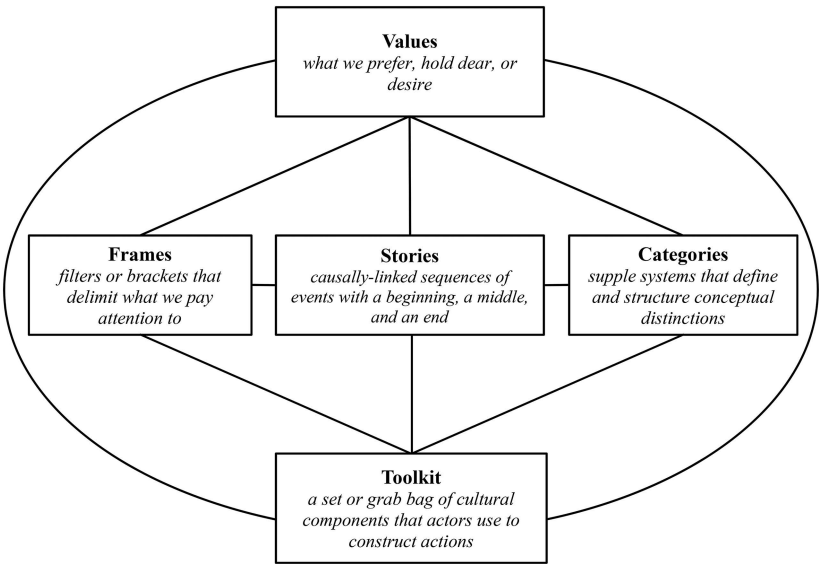 Values
what we prefer, hold dear, or
desire
Frames
filters or brackets that
delimit what we pay
attention to
Stories
causally-linked sequences of
events with a beginning, a middle,
and an end
Categories
supple systems that define
and structure conceptual
distinctions
Toolkit
a set or grab bag of cultural
components that actors use to
construct actions